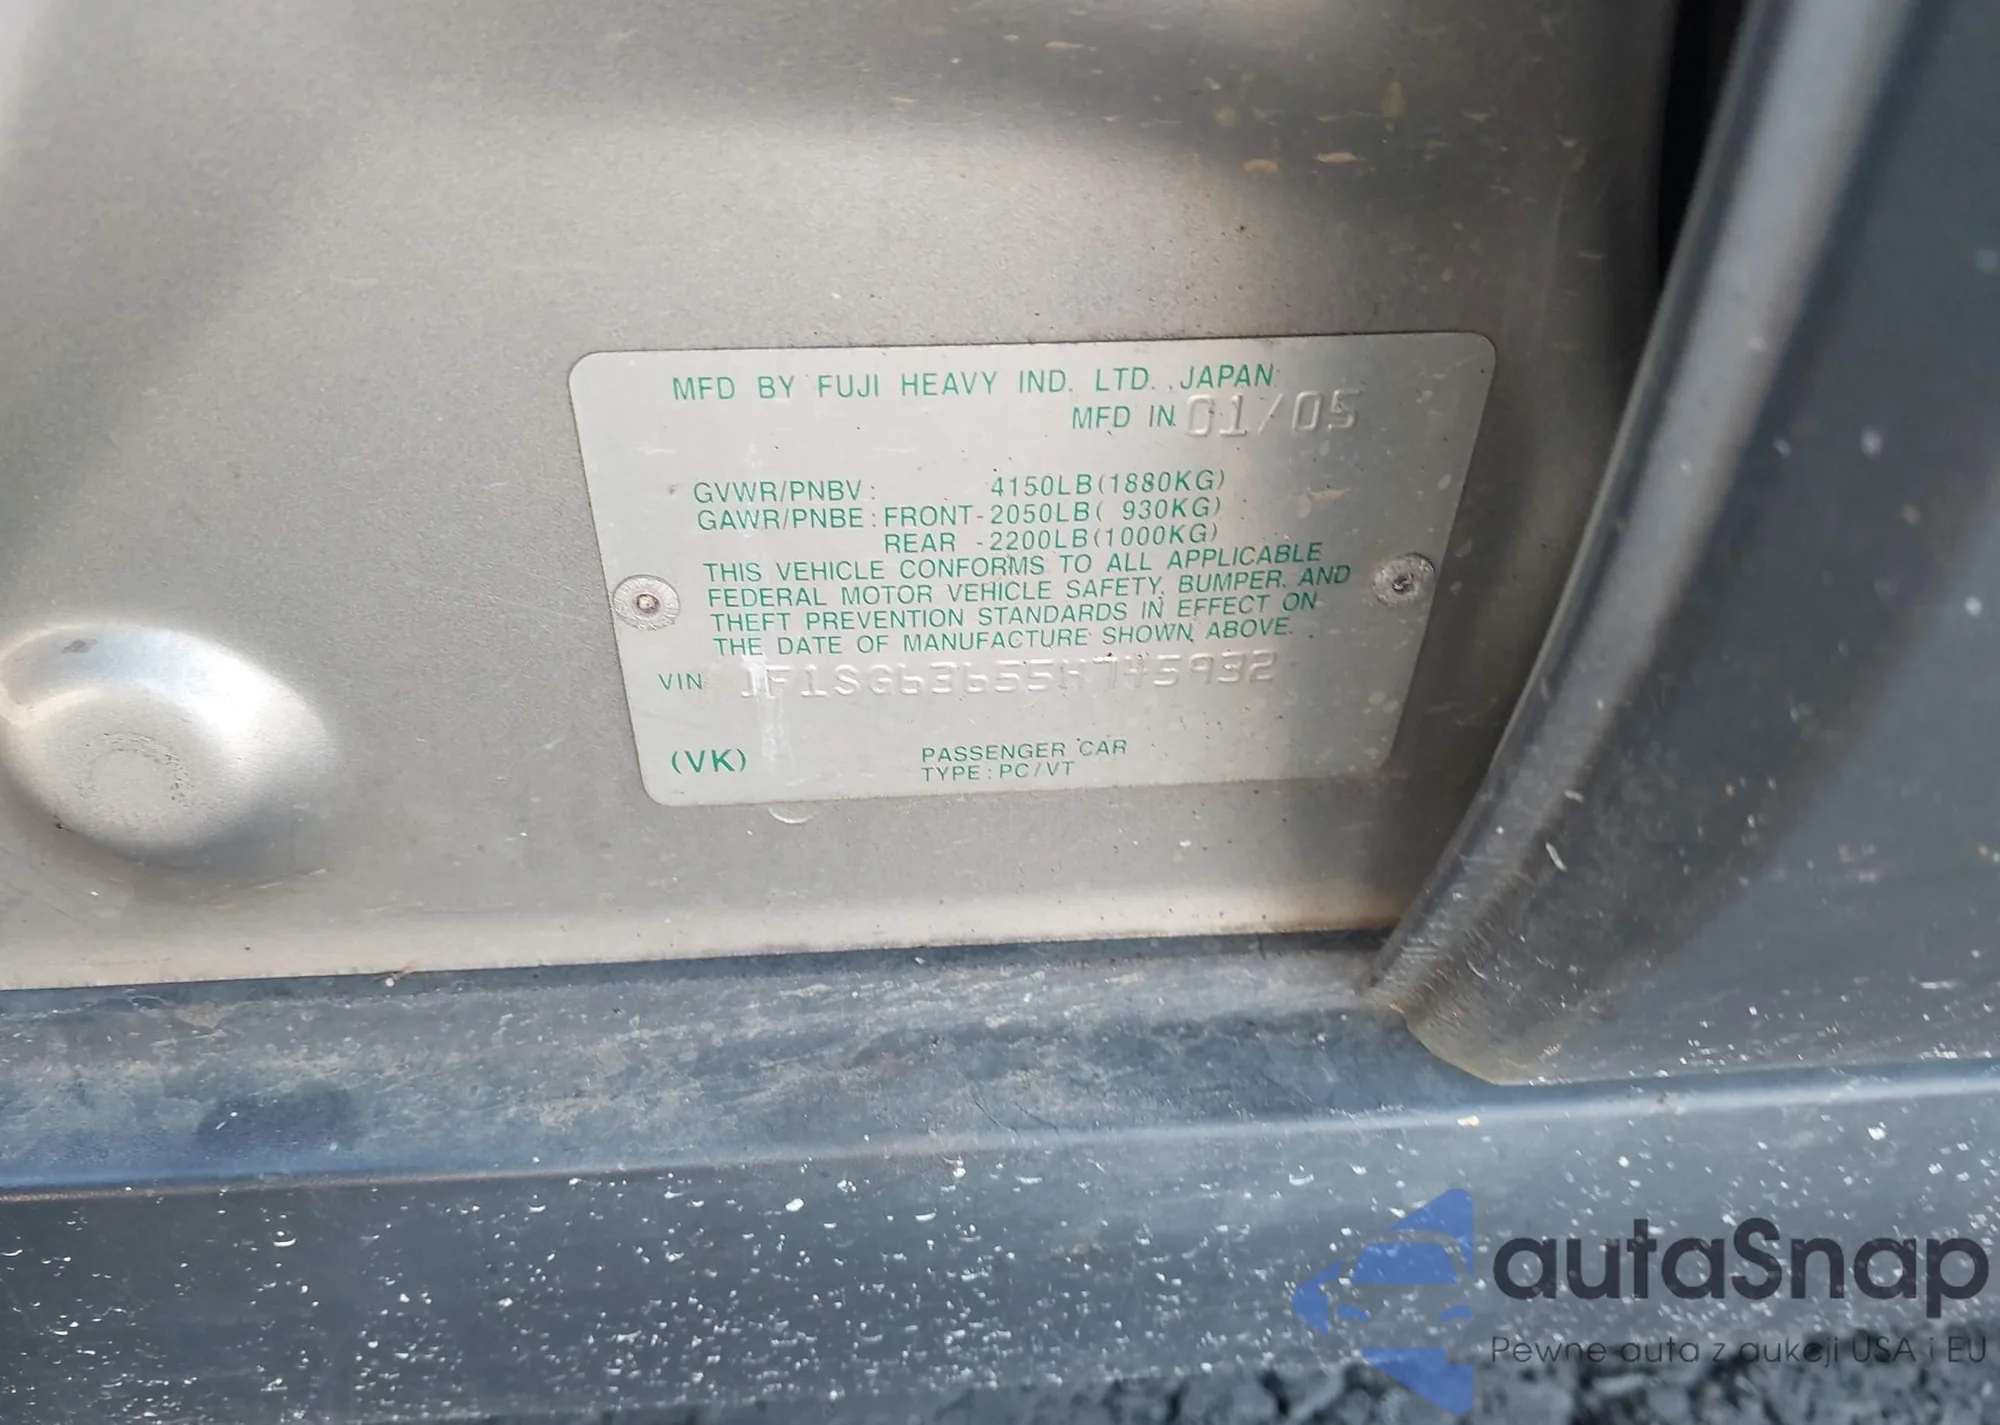 MFD BY FUJI HEAVY IND. LTD. JAPAN
MFD IN 01/05
GVWR/PNBV: 4150LB(1880KG)
GAWR/PNBE: FRONT-2050LB( 930KG)
REAR -2200LB(1000KG)
THIS VEHICLE CONFORMS TO ALL APPLICABLE
FEDERAL MOTOR VEHICLE SAFETY, BUMPER, AND
THEFT PREVENTION STANDARDS IN EFFECT ON
THE DATE OF MANUFACTURE SHOWN ABOVE.
VIN JF1SG63655H745932
(VK) PASSENGER CAR
TYPE: PC/VT
autaSnap
Pewne auta z aukcji USA i EU